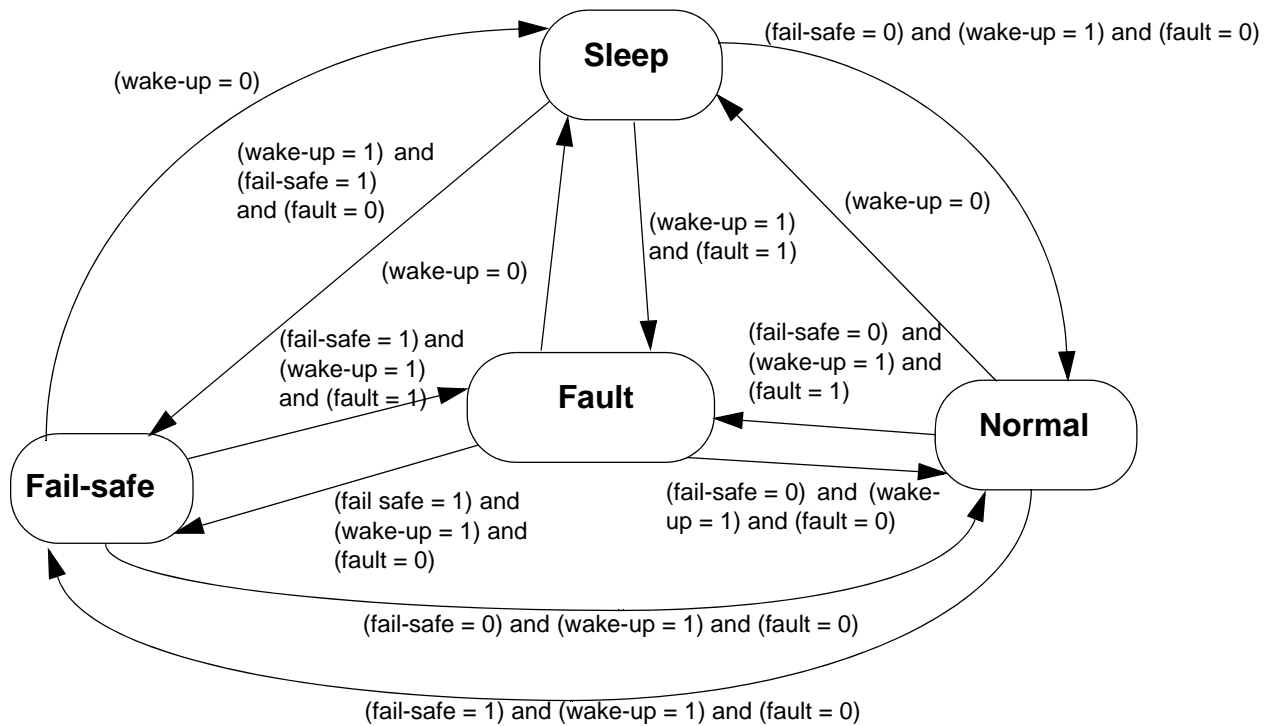 Sleep
(fail-safe = 0) and (wake-up = 1) and (fault = 0)
(wake-up = 0)
(wake-up = 1) and
(fail-safe = 1)
and (fault = 0)
(wake-up = 0)
(wake-up = 1)
and (fault = 1)
(wake-up = 0)
(fail-safe = 1) and
(wake-up = 1)
and (fault = 1)
(fail-safe = 0) and
(wake-up = 1) and
(fault = 1)
Fault
Normal
Fail-safe
(fail safe = 1) and
(wake-up = 1) and
(fault = 0)
(fail-safe = 0) and (wake-
up = 1) and (fault = 0)
(fail-safe = 0) and (wake-up = 1) and (fault = 0)
(fail-safe = 1) and (wake-up = 1) and (fault = 0)